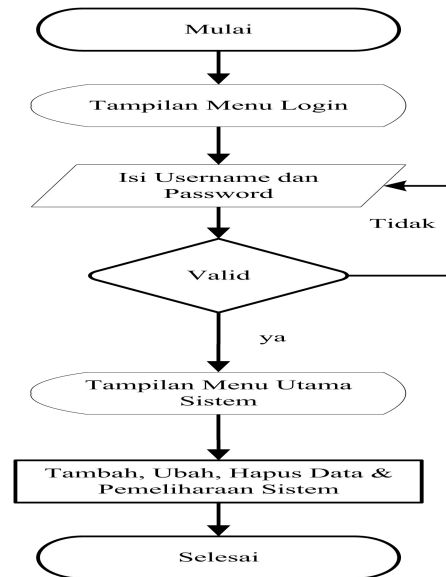 Mulai
Tampilan Menu Login
Isi Username dan
Password
Tidak
Valid
ya
Tampilan Menu Utama
Sistem
Tambah, Ubah, Hapus Data &
Pemeliharaan Sistem
Selesai